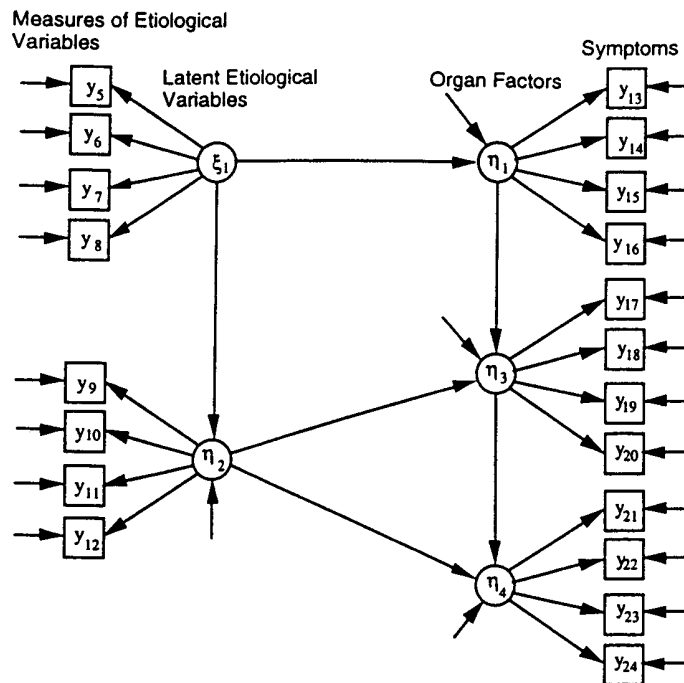 Measures of Etiological
Variables
Latent Etiological
Variables
Organ Factors
Symptoms
y5
y6
y7
y8
ξ1
η1
y13
y14
y15
y16
y17
y18
y19
y20
η3
y9
y10
y11
y12
η2
y21
y22
y23
y24
η4